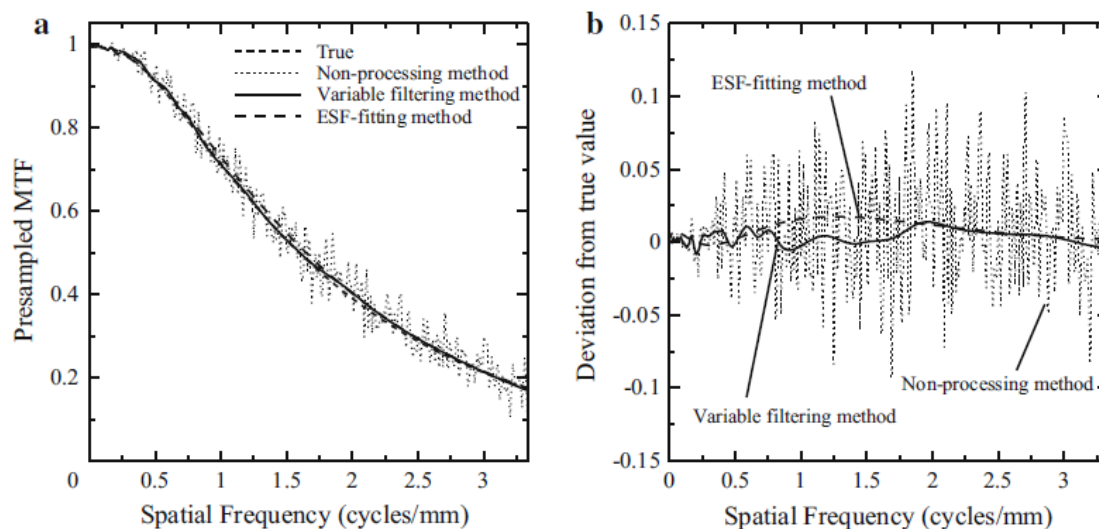 a
Presampled MTF
1
0.8
0.6
0.4
0.2
0
0.5
1
1.5
2
2.5
3
Spatial Frequency (cycles/mm)
True
Non-processing method
Variable filtering method
ESF-fitting method
b
Deviation from true value
0.15
0.1
0.05
0
-0.05
-0.1
-0.15
0
0.5
1
1.5
2
2.5
3
Spatial Frequency (cycles/mm)
ESF-fitting method
Non-processing method
Variable filtering method